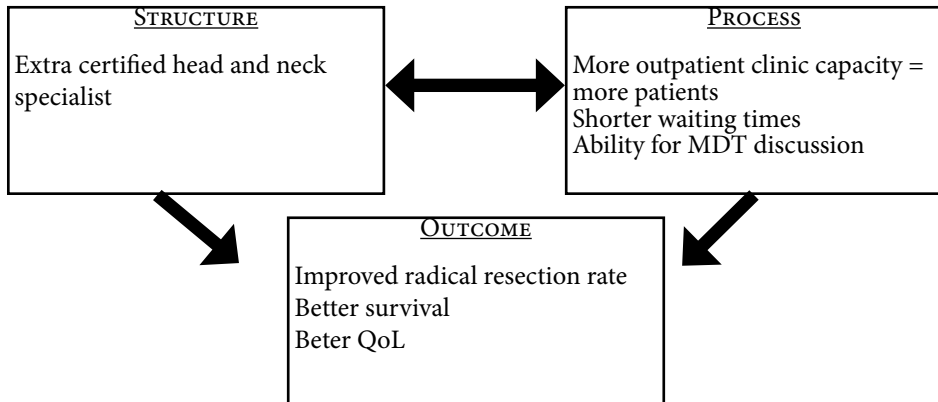 STRUCTURE
Extra certified head and neck
specialist
PROCESS
More outpatient clinic capacity =
more patients
Shorter waiting times
Ability for MDT discussion
OUTCOME
Improved radical resection rate
Better survival
Beter QoL